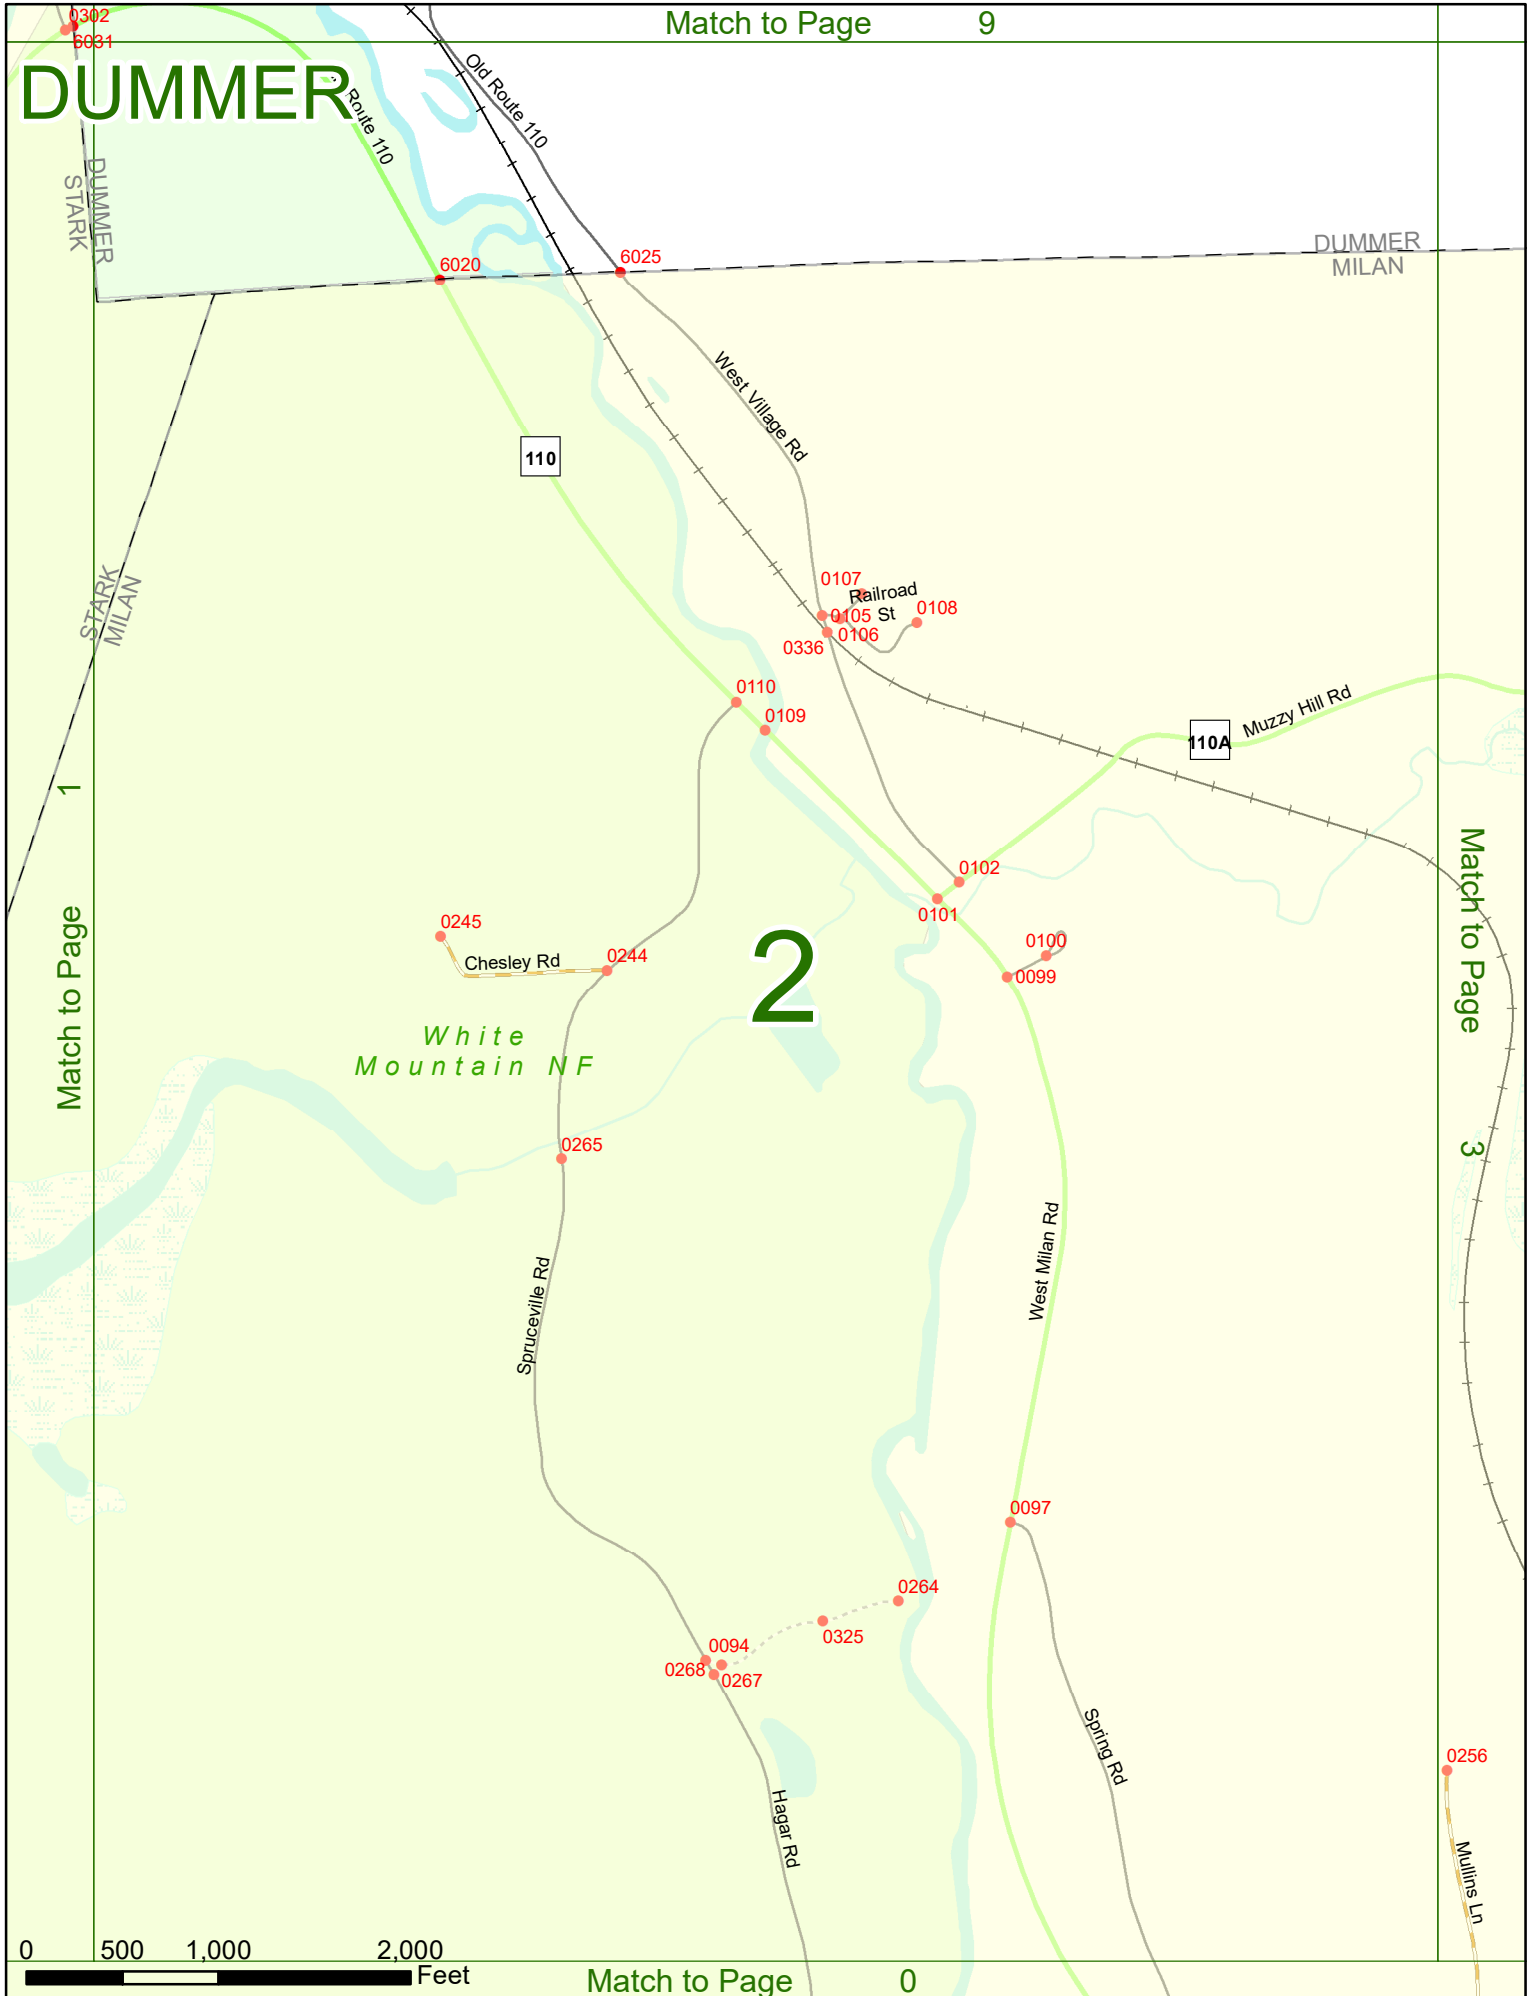 0302
6031
Match to Page 9
DUMMER
Route 110
Old Route 110
DUMMER
STARK
6020
6025
DUMMER
MILAN
West Village Rd
110
STARK
MILAN
0107
Railroad
St
0108
0105
0106
0336
0110
0109
Muzzy Hill Rd
110A
Match to Page 1
Match to Page 3
0102
0101
0245
Chesley Rd
0244
2
0100
0099
White
Mountain NF
0265
West Milan Rd
Spruceville Rd
0097
0264
0325
0094
0268
0267
Spring Rd
0256
Hagar Rd
Mullins Ln
0 500 1,000 2,000
Feet
Match to Page 0